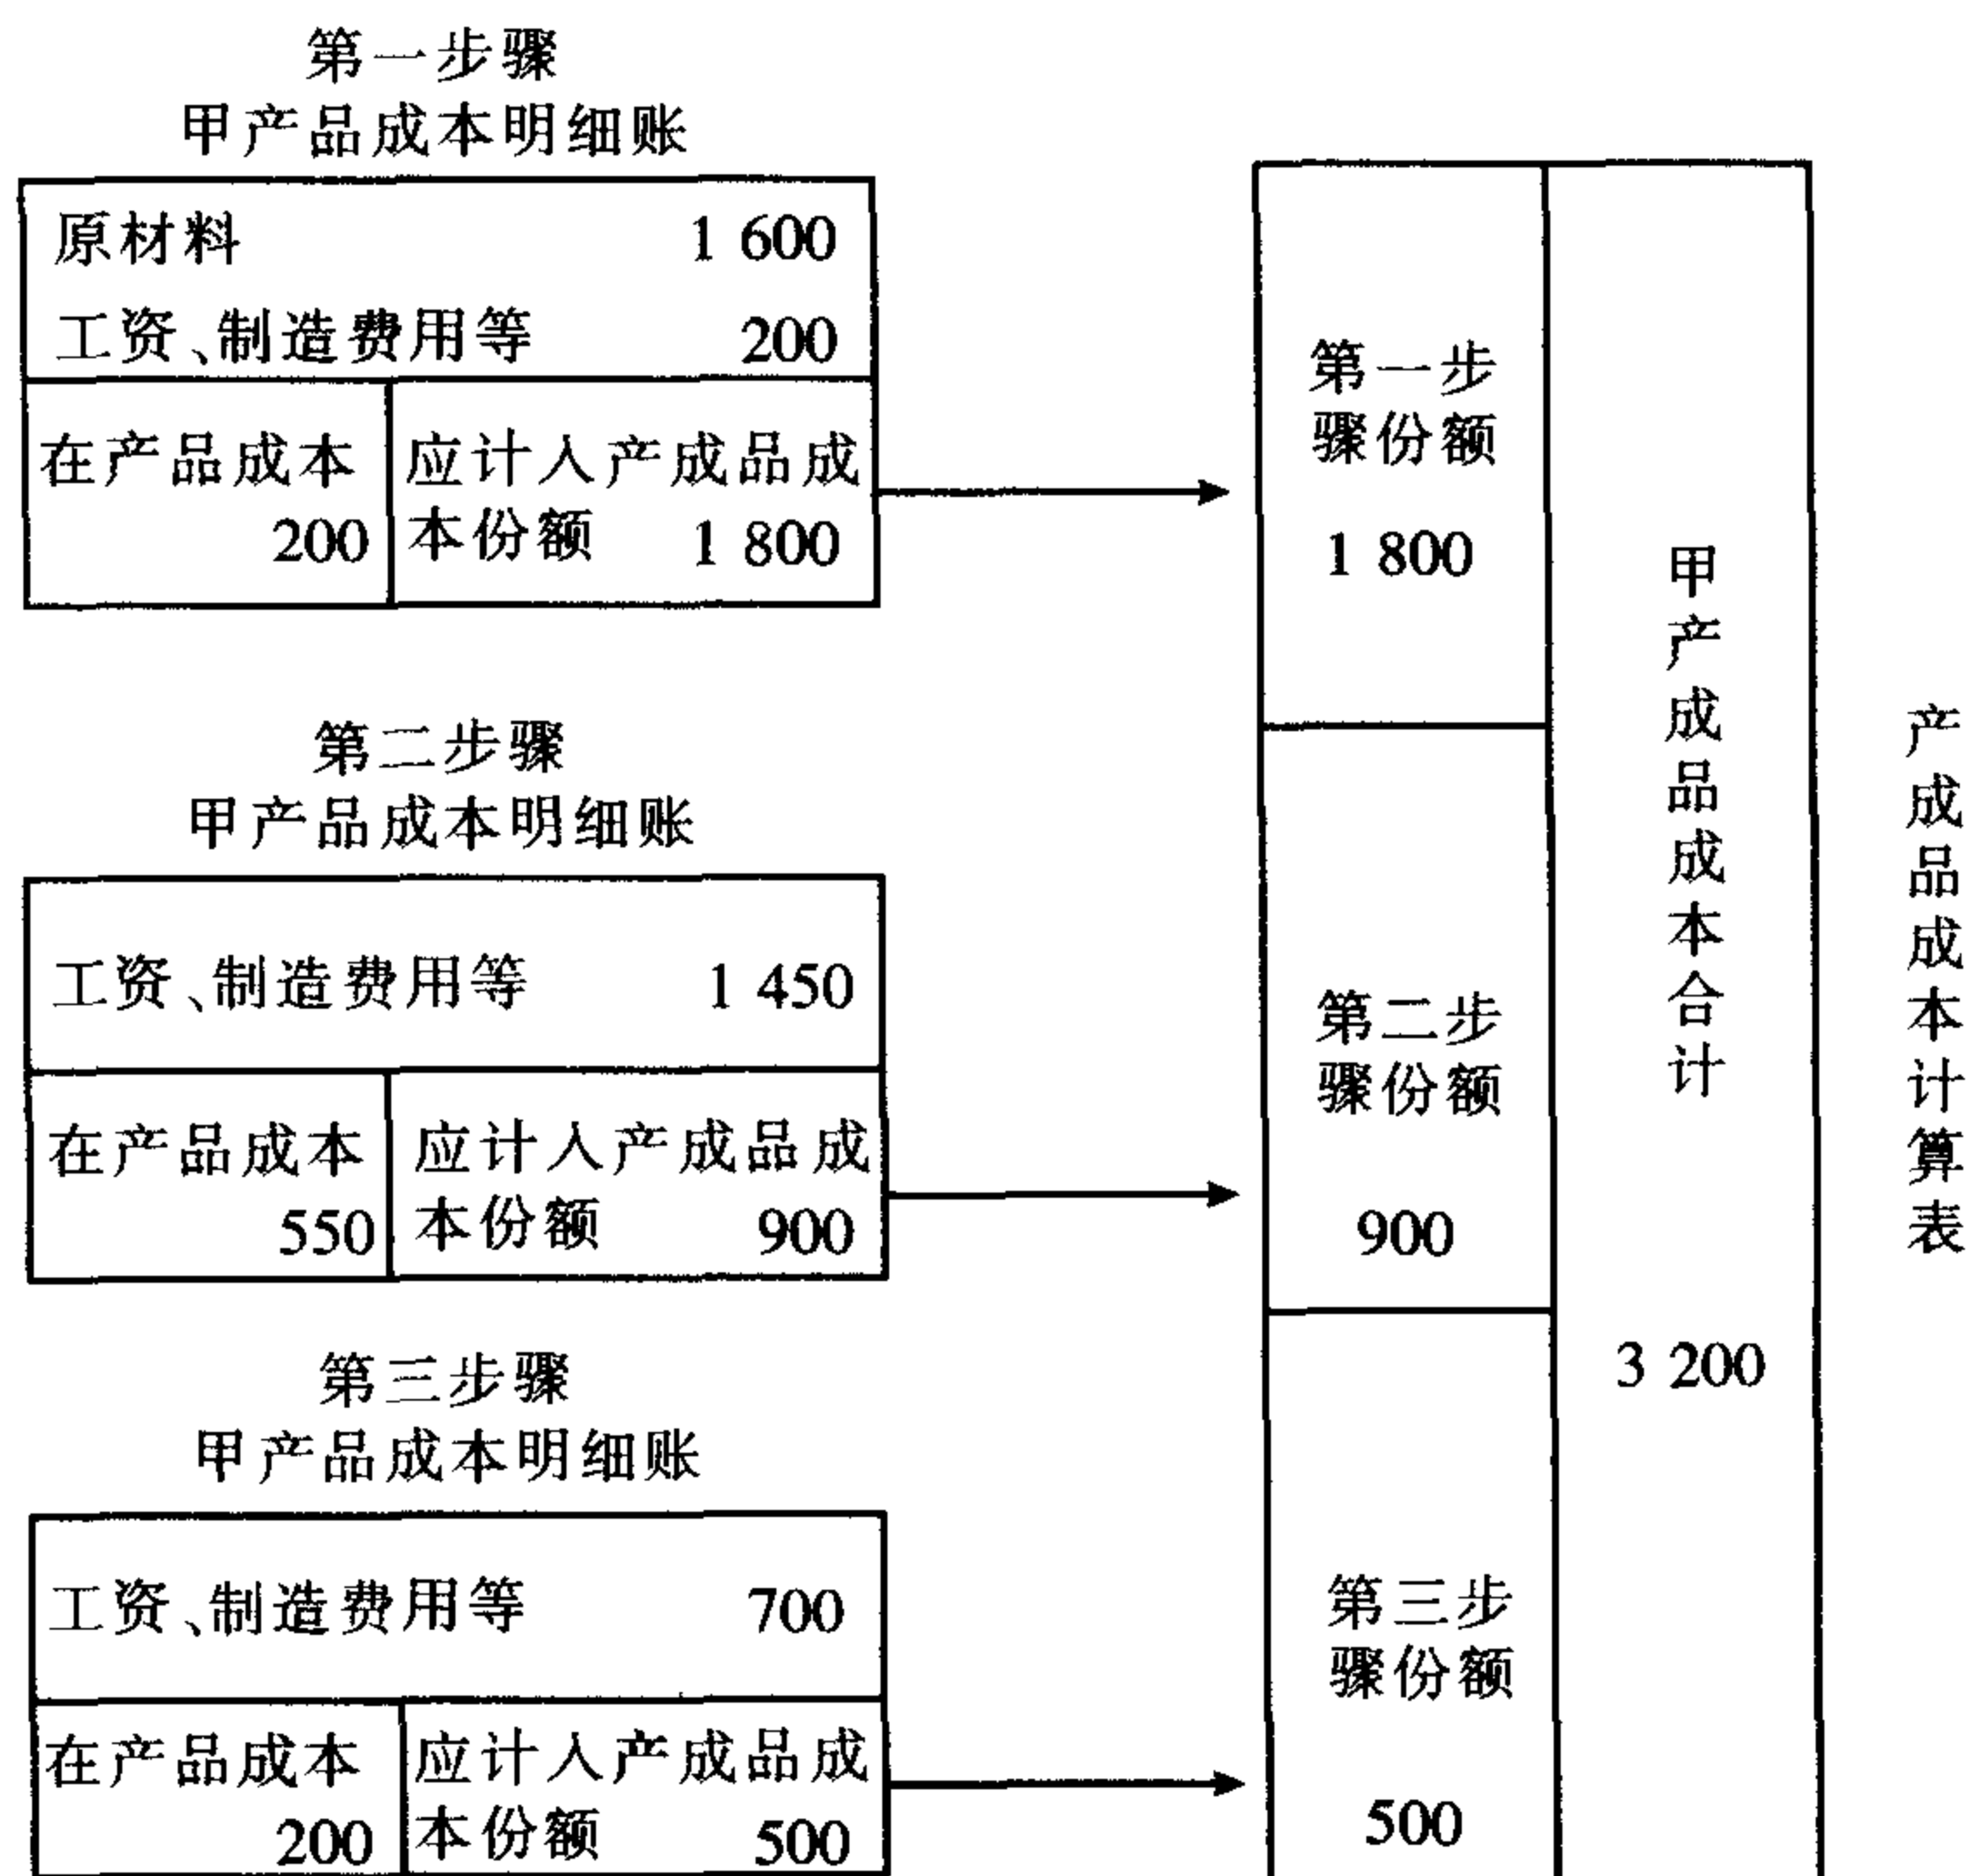 第一步骤
甲产品成本明细账
原材料 1 600
工资、制造费用等 200
在产品成本
200
应计入产成品成
本份额 1 800
第二步骤
甲产品成本明细账
工资、制造费用等 1 450
在产品成本
550
应计入产成品成
本份额 900
第三步骤
甲产品成本明细账
工资、制造费用等 700
在产品成本
200
应计入产成品成
本份额 500
第一步
骤份额
1 800
第二步
骤份额
900
第三步
骤份额
500
甲产成品成本合计
3 200
产成品成本计算表